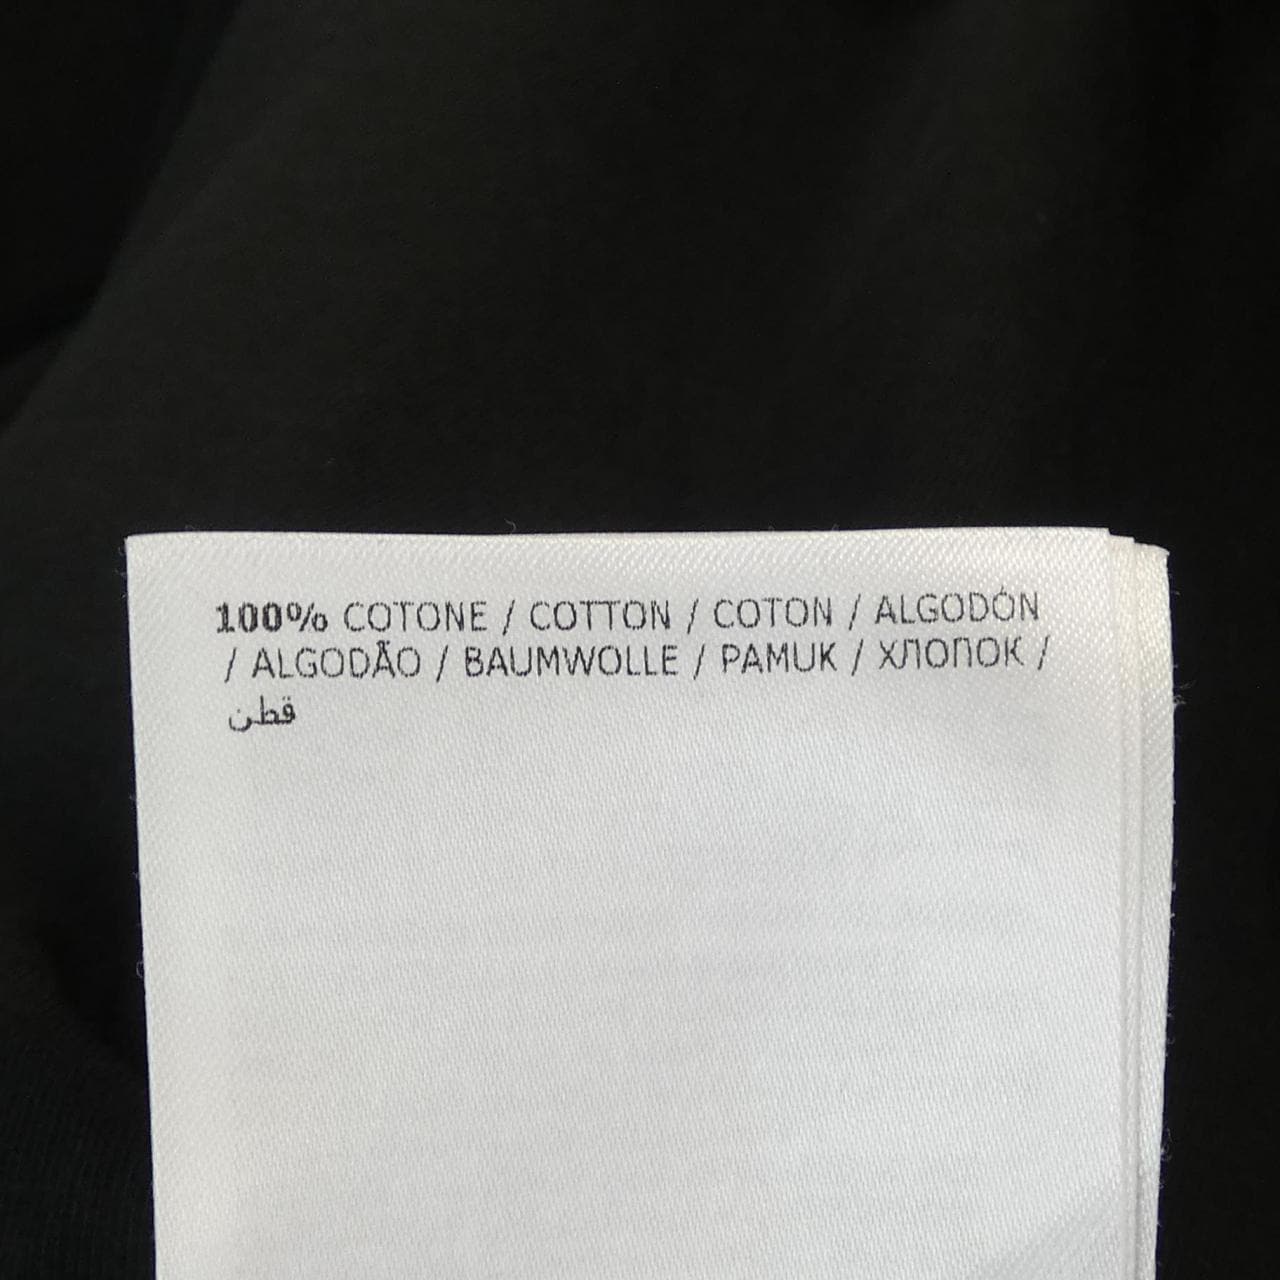 100% COTONE / COTTON / COTON / ALGODÓN
/ ALGODÃO / BAUMWOLLE / PAMUK / ХЛОПОК /
قطن